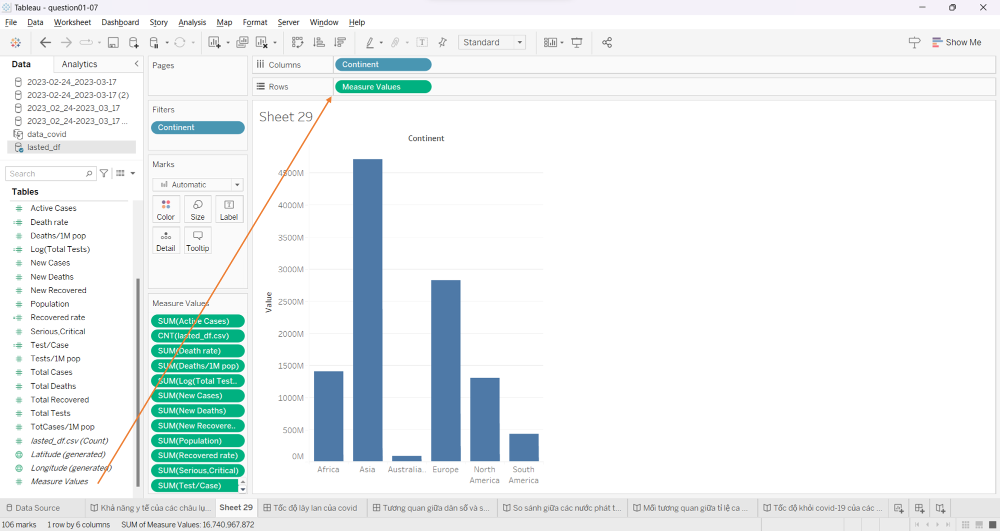 Tableau - question01-07
File Data Worksheet Dashboard Story Analysis Map Format Server Window Help
Standard
Show Me
Data Analytics
2023-02-24_2023-03-17
2023-02-24_2023-03-17 (2)
2023_02_24-2023_03_17
2023_02_24-2023_03_17 ...
data_covid
lasted_df
Search
Tables
Active Cases
Death rate
Deaths/1M pop
Log(Total Tests)
New Cases
New Deaths
New Recovered
Population
Recovered rate
Serious,Critical
Test/Case
Tests/1M pop
Total Cases
Total Deaths
Total Recovered
Total Tests
TotCases/1M pop
lasted_df.csv (Count)
Latitude (generated)
Longitude (generated)
Measure Values
Pages
Filters
Continent
Marks
Automatic
Color Size Label
Detail Tooltip
Measure Values
SUM(Active Cases)
CNT(lasted_df.csv)
SUM(Death rate)
SUM(Deaths/1M pop)
SUM(Log(Total Test..
SUM(New Cases)
SUM(New Deaths)
SUM(New Recovere..
SUM(Population)
SUM(Recovered rate)
SUM(Serious,Critical)
SUM(Test/Case)
Columns Continent
Rows Measure Values
Sheet 29
Continent
Value
4500M
4000M
3500M
3000M
2500M
2000M
1500M
1000M
500M
0M
Africa Asia Australia.. Europe North America South America
Data Source Khả năng y tế của các châu lụ... Sheet 29 Tốc độ lây lan của covid Tương quan giữa dân số và s... So sánh giữa các nước phát t... Mối tương quan giữa tỉ lệ ca ... Tốc độ khỏi covid-19 của các ...
106 marks 1 row by 6 columns SUM of Measure Values: 16,740,967,872